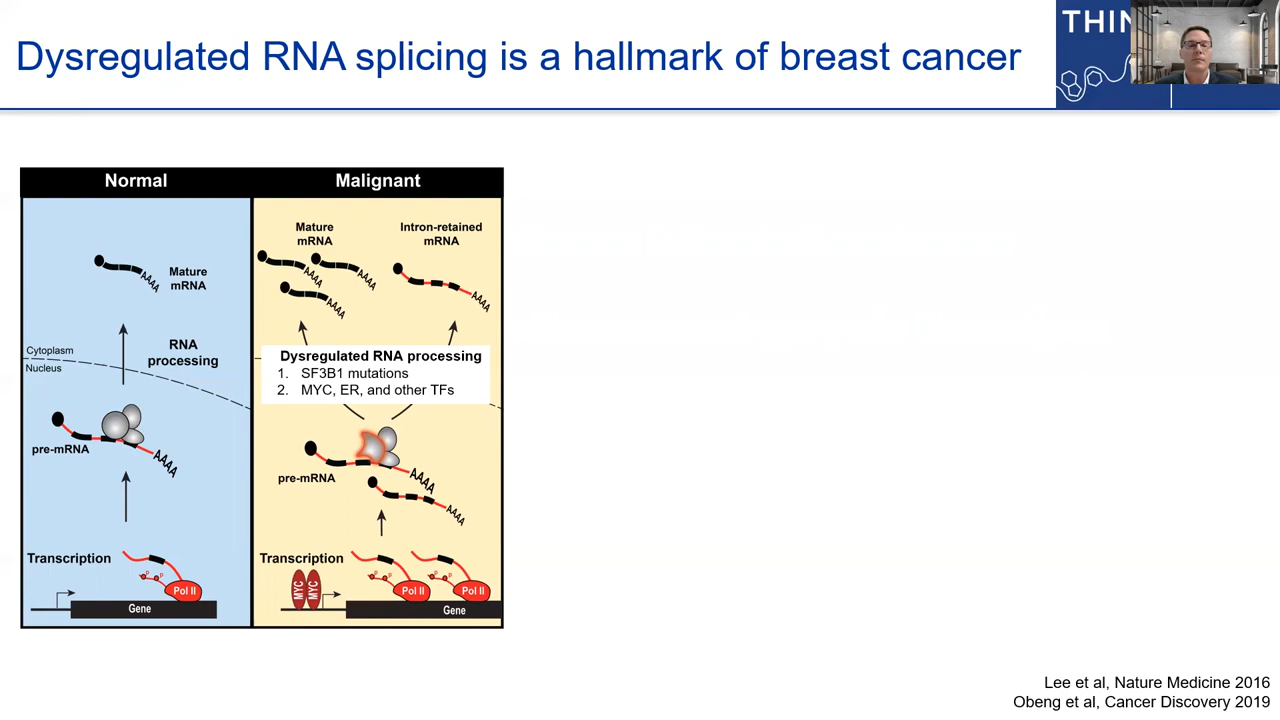 Dysregulated RNA splicing is a hallmark of breast cancer
THIN
Normal
Malignant
Mature
mRNA
Intron-retained
mRNA
AAAA
AAAA
AAAA
AAAA
AAAA
Mature
mRNA
RNA
processing
Cytoplasm
Nucleus
Dysregulated RNA processing
1. SF3B1 mutations
2. MYC, ER, and other TFs
pre-mRNA
AAAA
pre-mRNA
AAAA
AAAA
Transcription
P P
Pol II
Gene
Transcription
MYC MYC
P P
Pol II
P P
Pol II
Gene
Lee et al, Nature Medicine 2016
Obeng et al, Cancer Discovery 2019